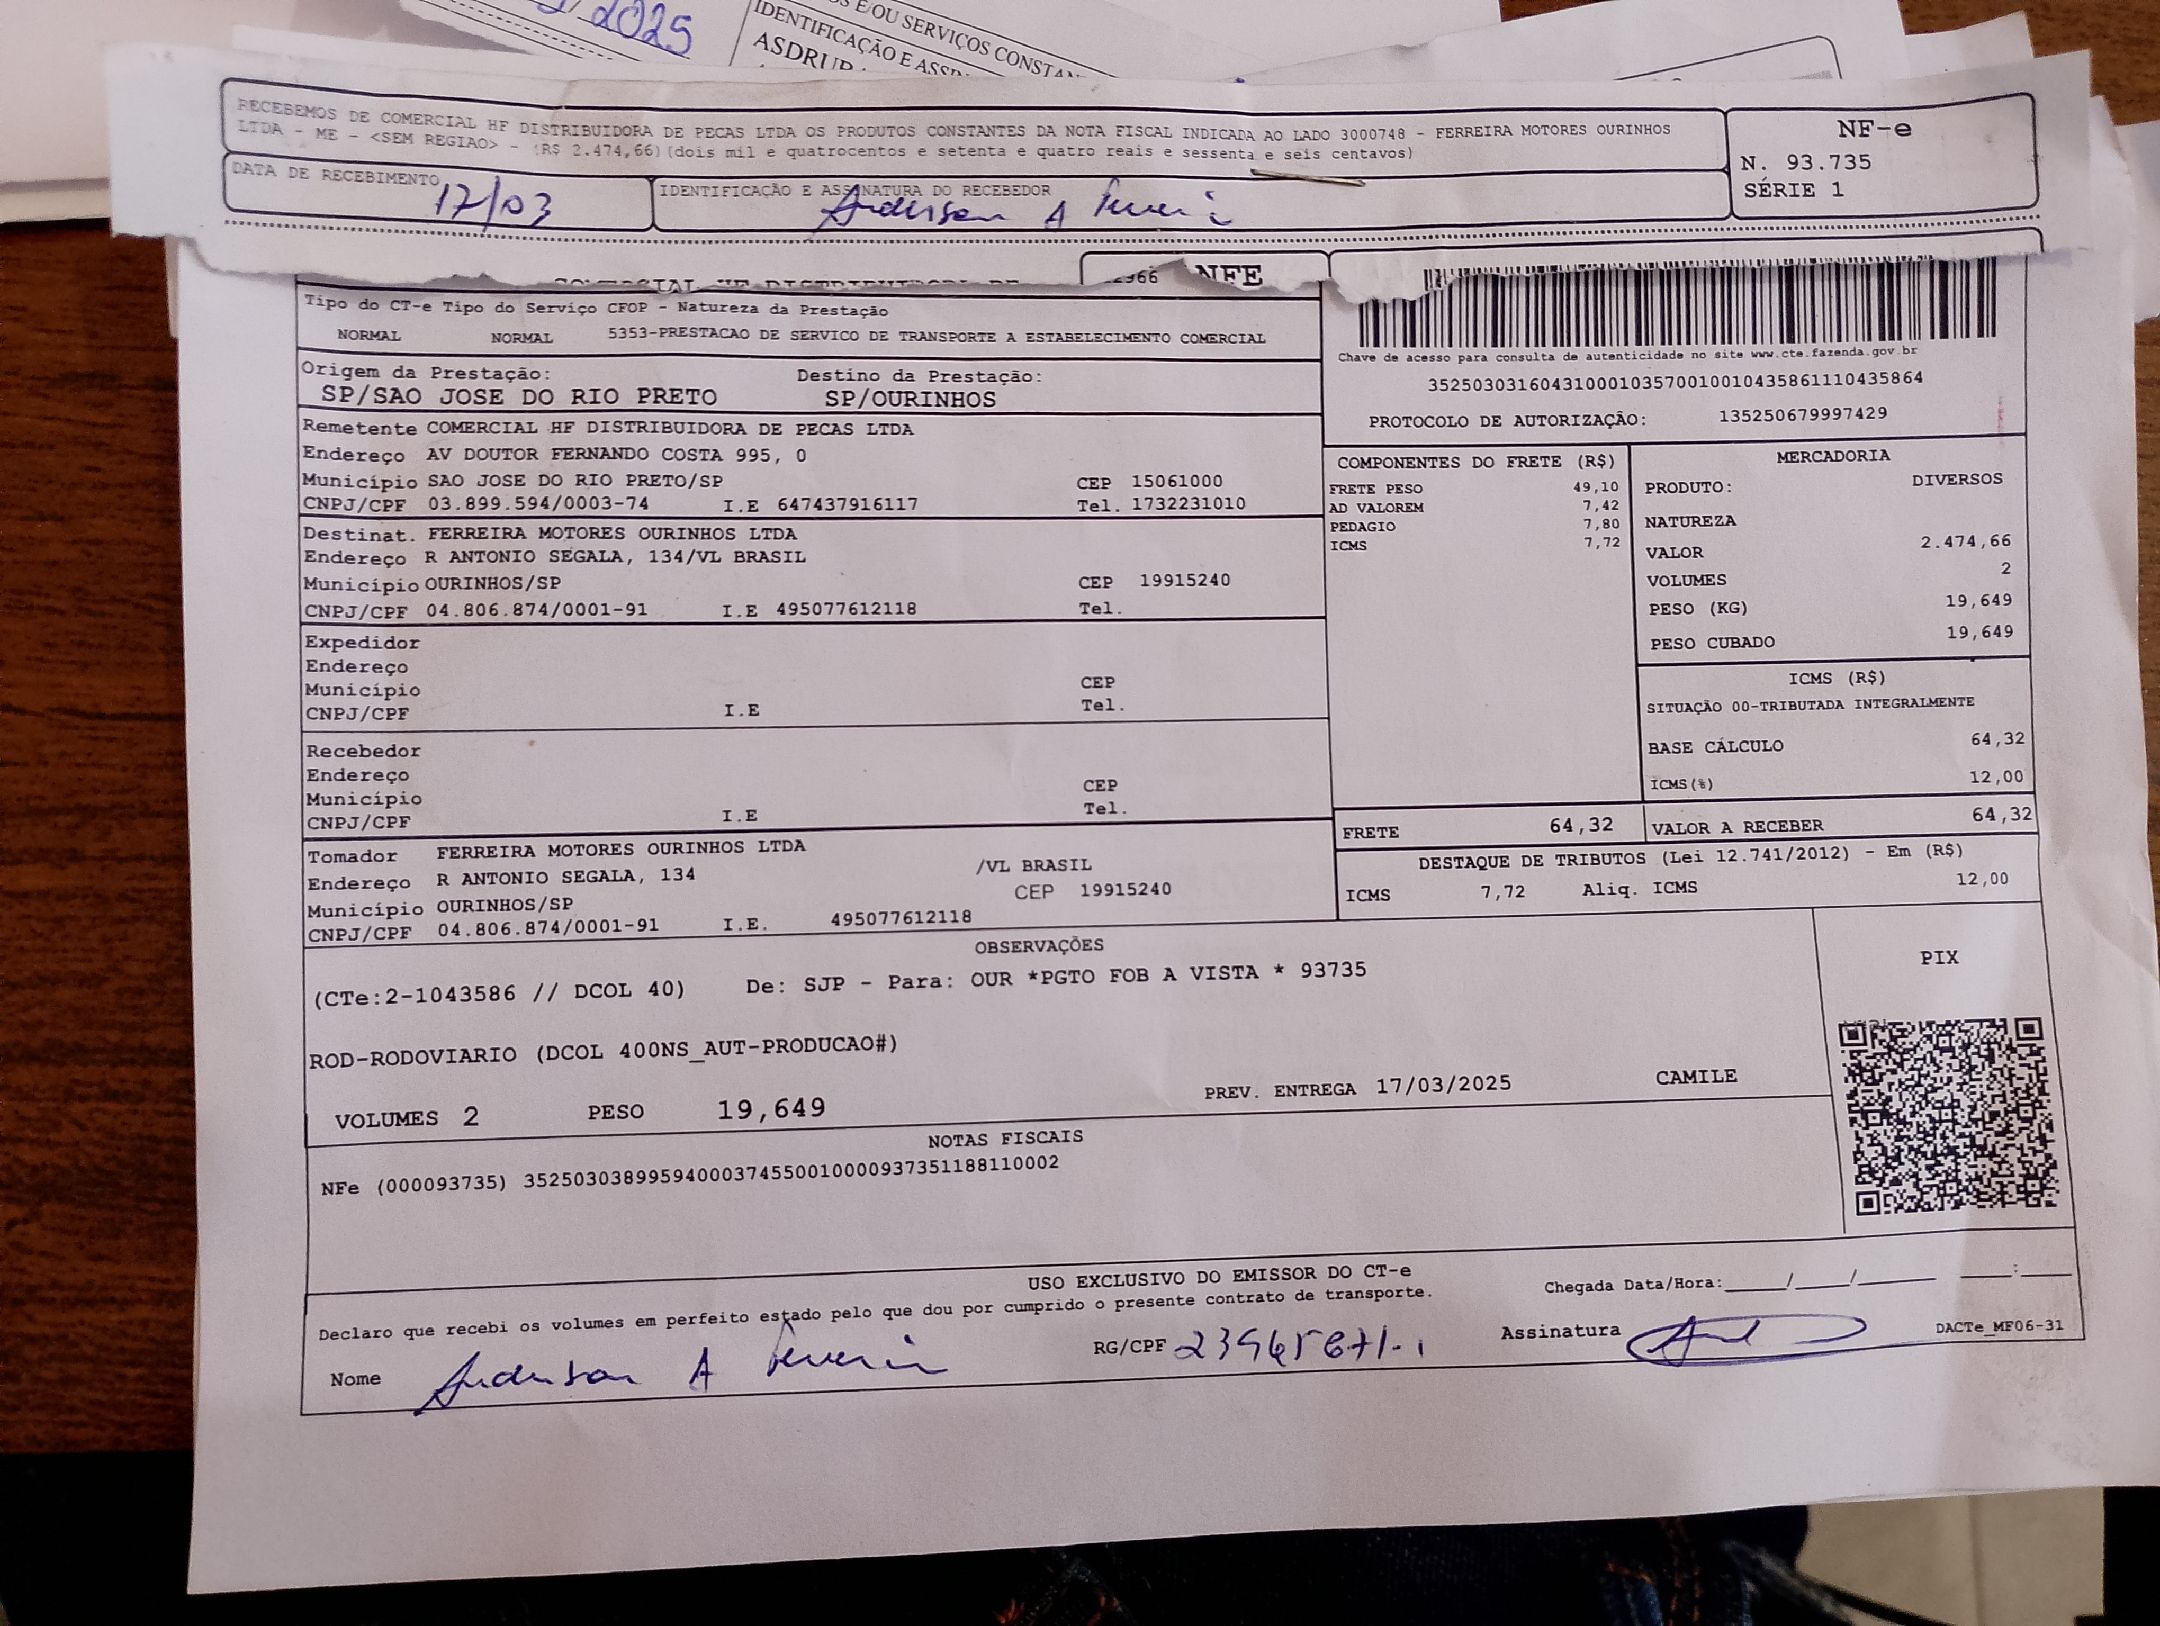 2025
S E/OU SERVIÇOS CONSTAN
IDENTIFICAÇÃO E ASSIN
ASDRUB
RECEBEMOS DE COMERCIAL HF DISTRIBUIDORA DE PECAS LTDA OS PRODUTOS CONSTANTES DA NOTA FISCAL INDICADA AO LADO 3000748 - FERREIRA MOTORES OURINHOS
LTDA - ME - <SEM REGIAO> - (R$ 2.474,66) (dois mil e quatrocentos e setenta e quatro reais e sessenta e seis centavos)
NF-e
N. 93.735
SÉRIE 1
DATA DE RECEBIMENTO
17/03
IDENTIFICAÇÃO E ASSINATURA DO RECEBEDOR
Anderson A
COMERCIAL HF DISTRIBUIDORA DE
966 NFE
Tipo do CT-e Tipo do Serviço CFOP - Natureza da Prestação
NORMAL NORMAL 5353-PRESTACAO DE SERVICO DE TRANSPORTE A ESTABELECIMENTO COMERCIAL
Chave de acesso para consulta de autenticidade no site www.cte.fazenda.gov.br
35250303160431000103570010010435861110435864
PROTOCOLO DE AUTORIZAÇÃO: 135250679997429
Origem da Prestação: Destino da Prestação:
SP/SAO JOSE DO RIO PRETO SP/OURINHOS
Remetente COMERCIAL HF DISTRIBUIDORA DE PECAS LTDA
Endereço AV DOUTOR FERNANDO COSTA 995, 0
Município SAO JOSE DO RIO PRETO/SP CEP 15061000
CNPJ/CPF 03.899.594/0003-74 I.E 647437916117 Tel. 1732231010
Destinat. FERREIRA MOTORES OURINHOS LTDA
Endereço R ANTONIO SEGALA, 134/VL BRASIL
Município OURINHOS/SP CEP 19915240
CNPJ/CPF 04.806.874/0001-91 I.E 495077612118 Tel.
Expedidor
Endereço
Município CEP
CNPJ/CPF I.E Tel.
Recebedor
Endereço
Município CEP
CNPJ/CPF I.E Tel.
Tomador FERREIRA MOTORES OURINHOS LTDA
Endereço R ANTONIO SEGALA, 134 /VL BRASIL
Município OURINHOS/SP CEP 19915240
CNPJ/CPF 04.806.874/0001-91 I.E. 495077612118
COMPONENTES DO FRETE (R$)
FRETE PESO 49,10
AD VALOREM 7,42
PEDAGIO 7,80
ICMS 7,72
MERCADORIA
PRODUTO: DIVERSOS
NATUREZA
VALOR 2.474,66
VOLUMES 2
PESO (KG) 19,649
PESO CUBADO 19,649
ICMS (R$)
SITUAÇÃO 00-TRIBUTADA INTEGRALMENTE
BASE CÁLCULO 64,32
ICMS(%) 12,00
FRETE 64,32 VALOR A RECEBER 64,32
DESTAQUE DE TRIBUTOS (Lei 12.741/2012) - Em (R$)
ICMS 7,72 Aliq. ICMS 12,00
OBSERVAÇÕES
(CTe:2-1043586 // DCOL 40) De: SJP - Para: OUR *PGTO FOB A VISTA * 93735
ROD-RODOVIARIO (DCOL 400NS_AUT-PRODUCAO#)
PREV. ENTREGA 17/03/2025 CAMILE
VOLUMES 2 PESO 19,649
PIX
NOTAS FISCAIS
NFe (000093735) 35250303899594000374550010000937351188110002
USO EXCLUSIVO DO EMISSOR DO CT-e
Declaro que recebi os volumes em perfeito estado pelo que dou por cumprido o presente contrato de transporte.
Chegada Data/Hora:____/____/______ ____:____
Nome Anderson A
RG/CPF
Assinatura
DACTe_MF06-31